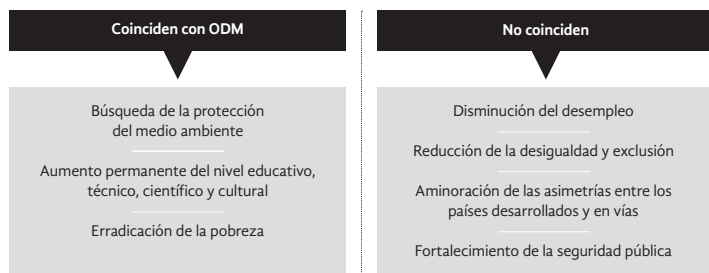 Coinciden con ODM
Búsqueda de la protección
del medio ambiente
Aumento permanente del nivel educativo,
técnico, científico y cultural
Erradicación de la pobreza
No coinciden
Disminución del desempleo
Reducción de la desigualdad y exclusión
Aminoración de las asimetrías entre los
países desarrollados y en vías
Fortalecimiento de la seguridad pública